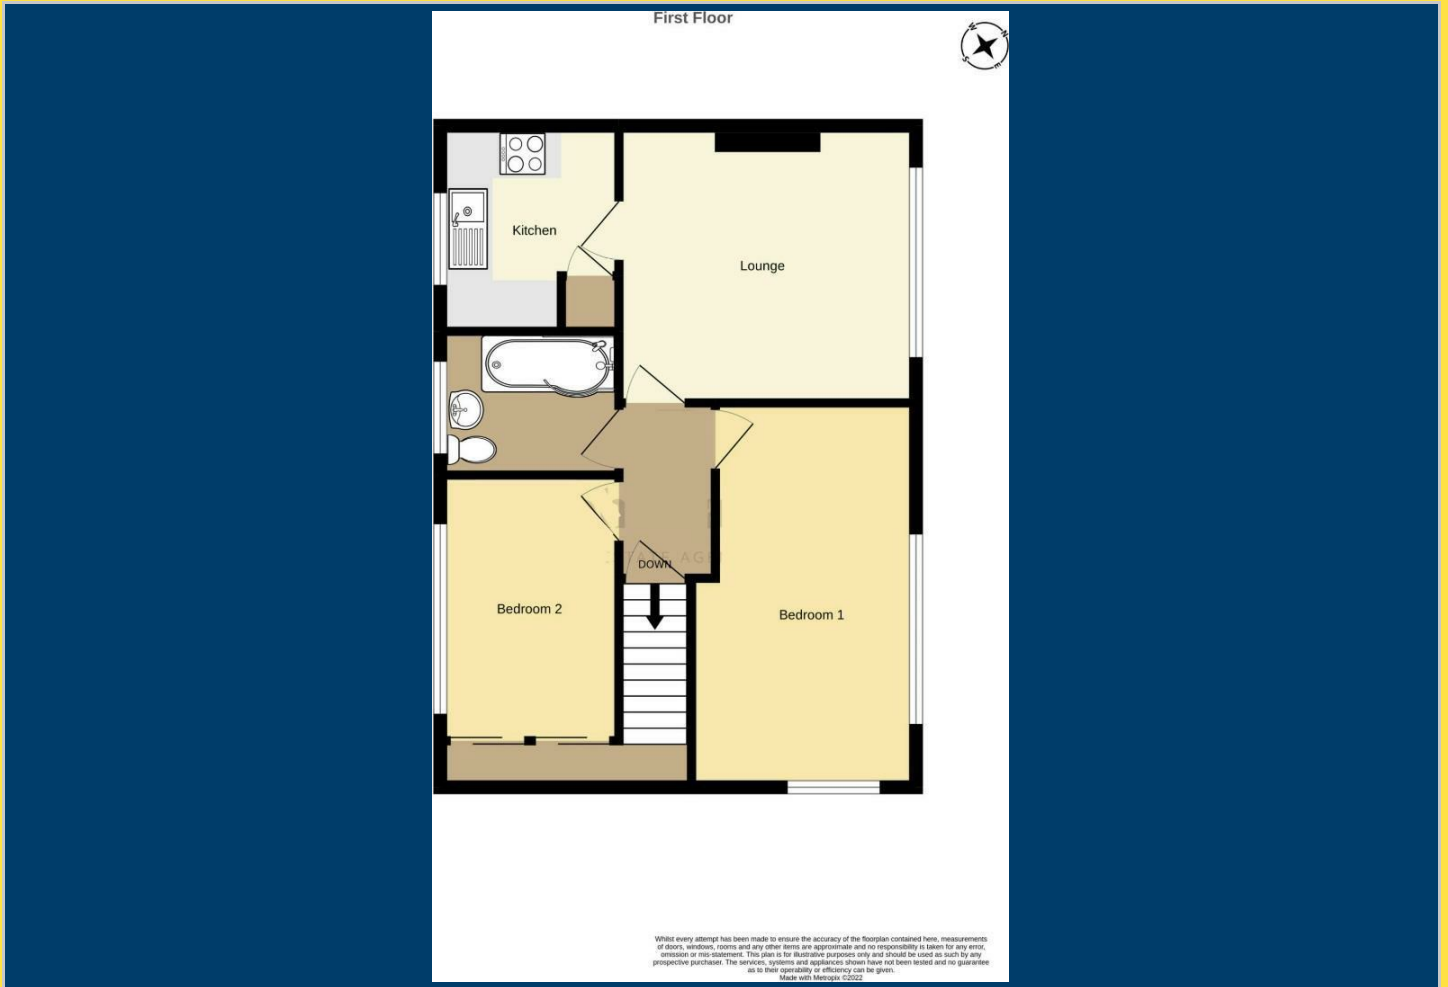 First Floor
W
N
S
E
Kitchen
Lounge
DOWN
Bedroom 2
Bedroom 1
Whilst every attempt has been made to ensure the accuracy of the floorplan contained here, measurements
of doors, windows, rooms and any other items are approximate and no responsibility is taken for any error,
omission or mis-statement. This plan is for illustrative purposes only and should be used as such by any
prospective purchaser. The services, systems and appliances shown have not been tested and no guarantee
as to their operability or efficiency can be given.
Made with Metropix ©2022